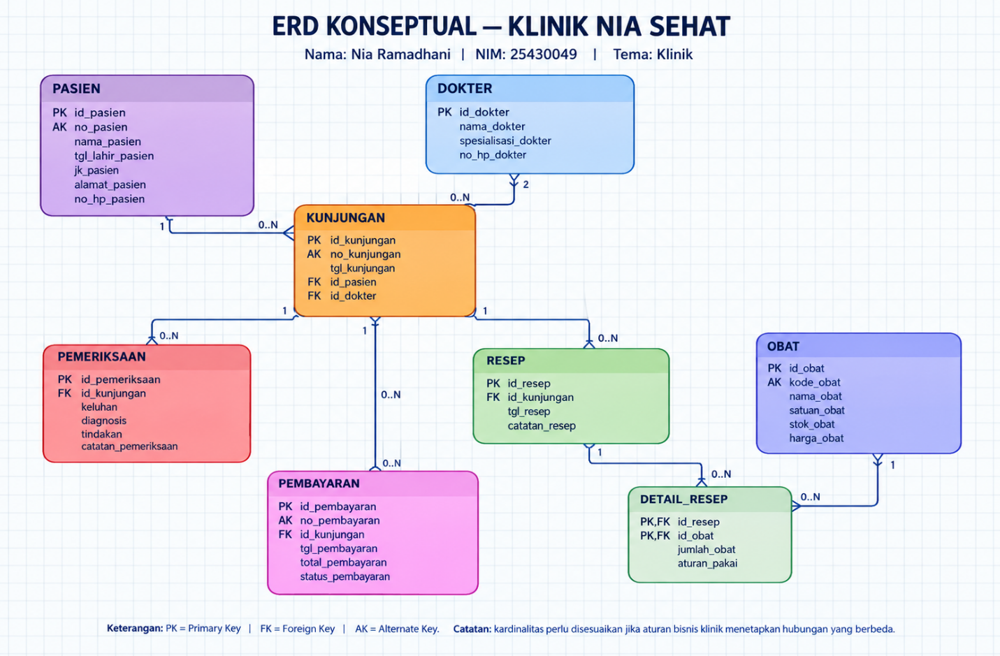 ERD KONSEPTUAL — KLINIK NIA SEHAT
Nama: Nia Ramadhani | NIM: 25430049 | Tema: Klinik
PASIEN
PK id_pasien
AK no_pasien
nama_pasien
tgl_lahir_pasien
jk_pasien
alamat_pasien
no_hp_pasien
DOKTER
PK id_dokter
nama_dokter
spesialisasi_dokter
no_hp_dokter
2
0..N
1
0..N
KUNJUNGAN
PK id_kunjungan
AK no_kunjungan
tgl_kunjungan
FK id_pasien
FK id_dokter
1
0..N
1
0..N
1
0..N
0..N
PEMERIKSAAN
PK id_pemeriksaan
FK id_kunjungan
keluhan
diagnosis
tindakan
catatan_pemeriksaan
RESEP
PK id_resep
FK id_kunjungan
tgl_resep
catatan_resep
OBAT
PK id_obat
AK kode_obat
nama_obat
satuan_obat
stok_obat
harga_obat
1
0..N
1
0..N
PEMBAYARAN
PK id_pembayaran
AK no_pembayaran
FK id_kunjungan
tgl_pembayaran
total_pembayaran
status_pembayaran
DETAIL_RESEP
PK,FK id_resep
PK,FK id_obat
jumlah_obat
aturan_pakai
Keterangan: PK = Primary Key | FK = Foreign Key | AK = Alternate Key. Catatan: kardinalitas perlu disesuaikan jika aturan bisnis klinik menetapkan hubungan yang berbeda.